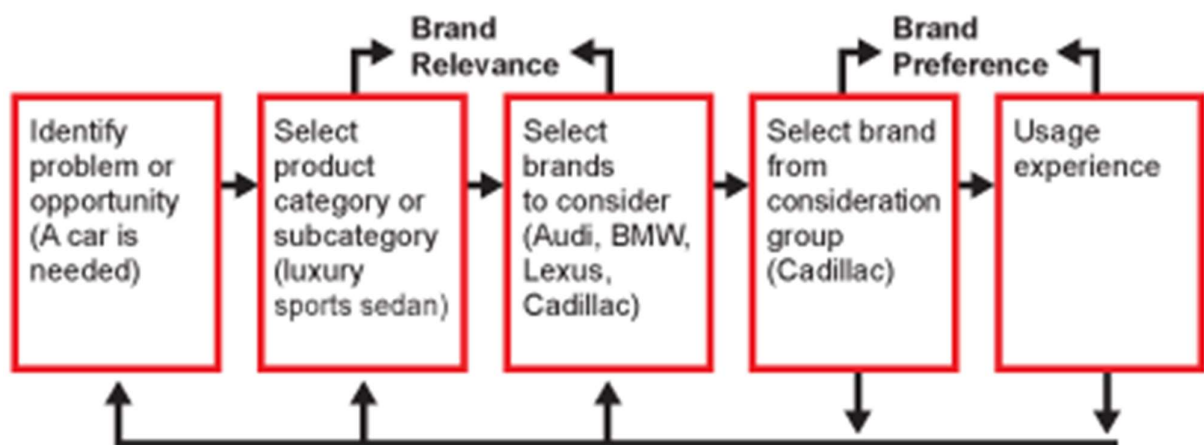 Brand
Relevance
Brand
Preference
Identify
problem or
opportunity
(A car is
needed)
Select
product
category or
subcategory
(luxury
sports sedan)
Select
brands
to consider
(Audi, BMW,
Lexus,
Cadillac)
Select brand
from
consideration
group
(Cadillac)
Usage
experience